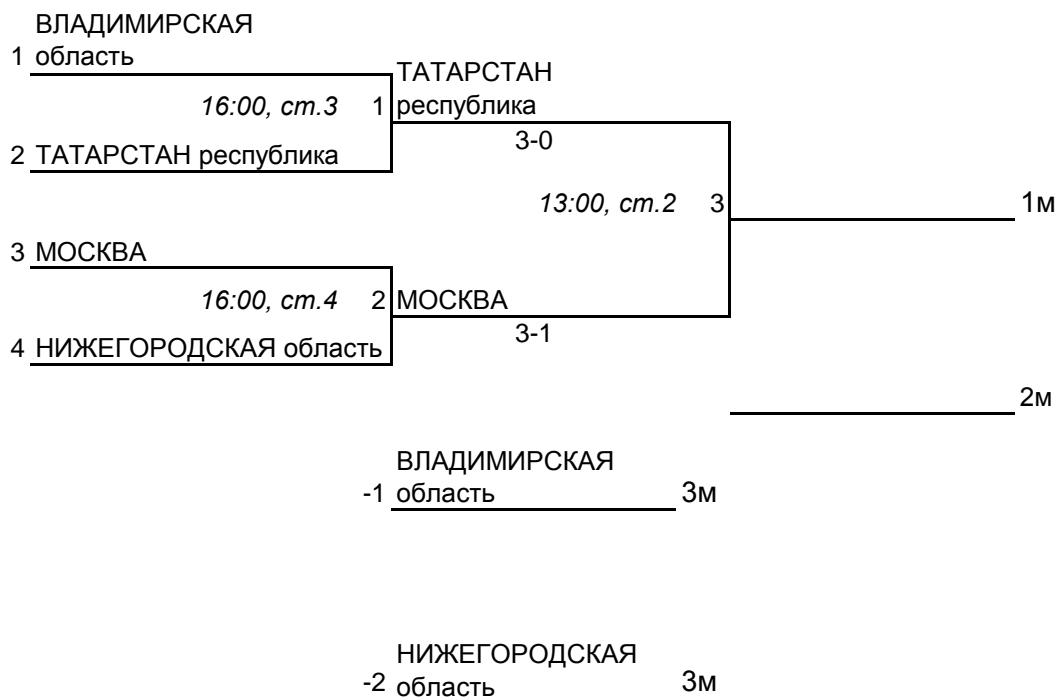 ВЛАДИМИРСКАЯ
1 область
ТАТАРСТАН
16:00, ст.3 1 республика
3-0
2 ТАТАРСТАН республика
13:00, ст.2 3 1м
3 МОСКВА
16:00, ст.4 2 МОСКВА
3-1
4 НИЖЕГОРОДСКАЯ область
2м
ВЛАДИМИРСКАЯ
-1 область 3м
НИЖЕГОРОДСКАЯ
-2 область 3м